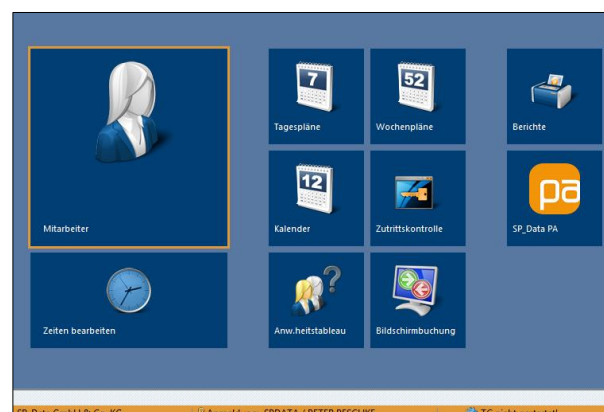 7
52
Tagespläne
Wochenpläne
Berichte
12
pa
Mitarbeiter
Kalender
Zutrittskontrolle
SP_Data PA
?
Zeiten bearbeiten
Anw.heitstableau
Bildschirmbuchung